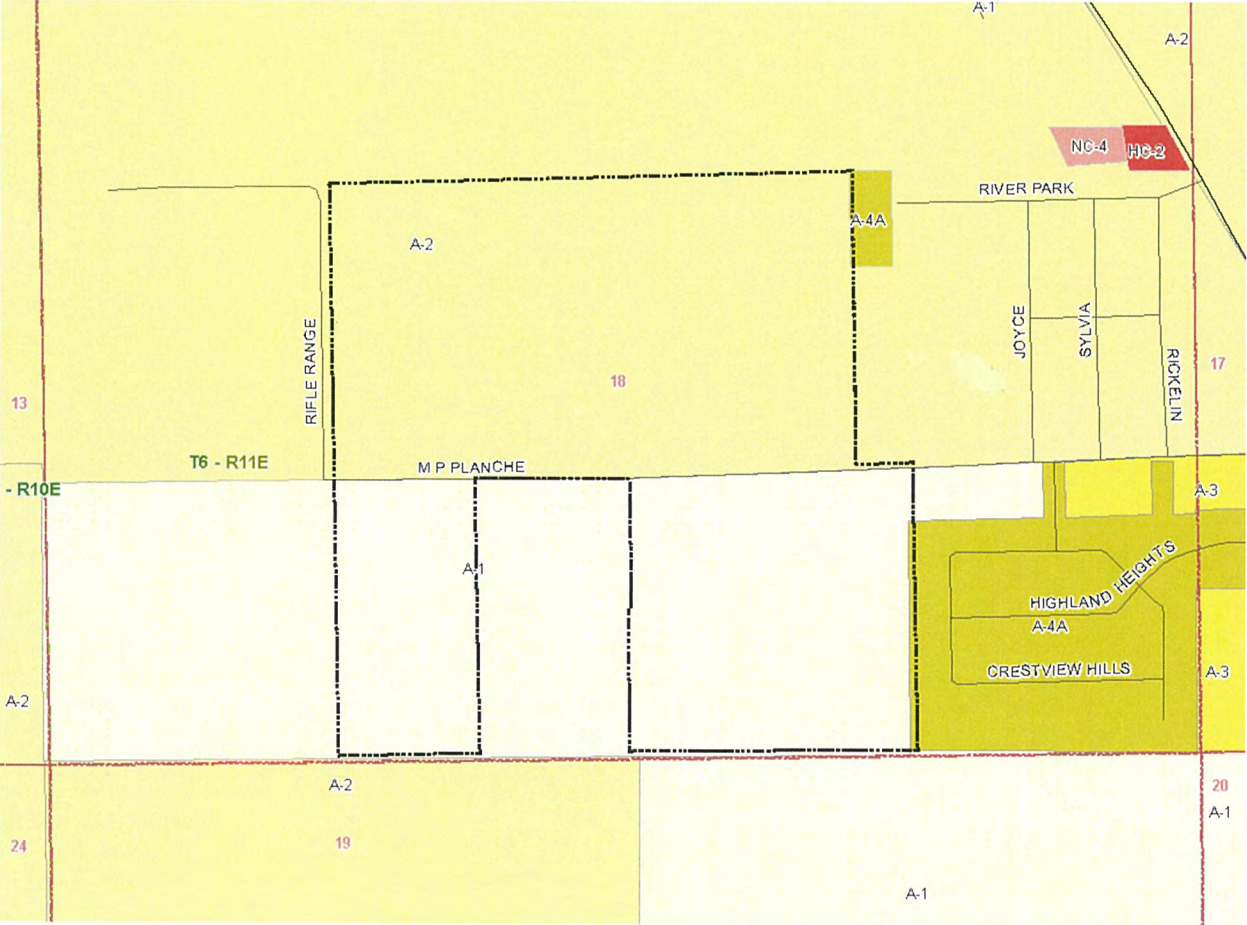 A-1
A-2
NC-4
HC-2
RIVER PARK
A-4A
A-2
RIFLE RANGE
JOYCE
SYLVIA
RICKELIN
17
18
13
T6 - R11E
M P PLANCHE
- R10E
A-3
A-1
HIGHLAND HEIGHTS
A-4A
CRESTVIEW HILLS
A-3
A-2
A-2
20
A-1
24
19
A-1